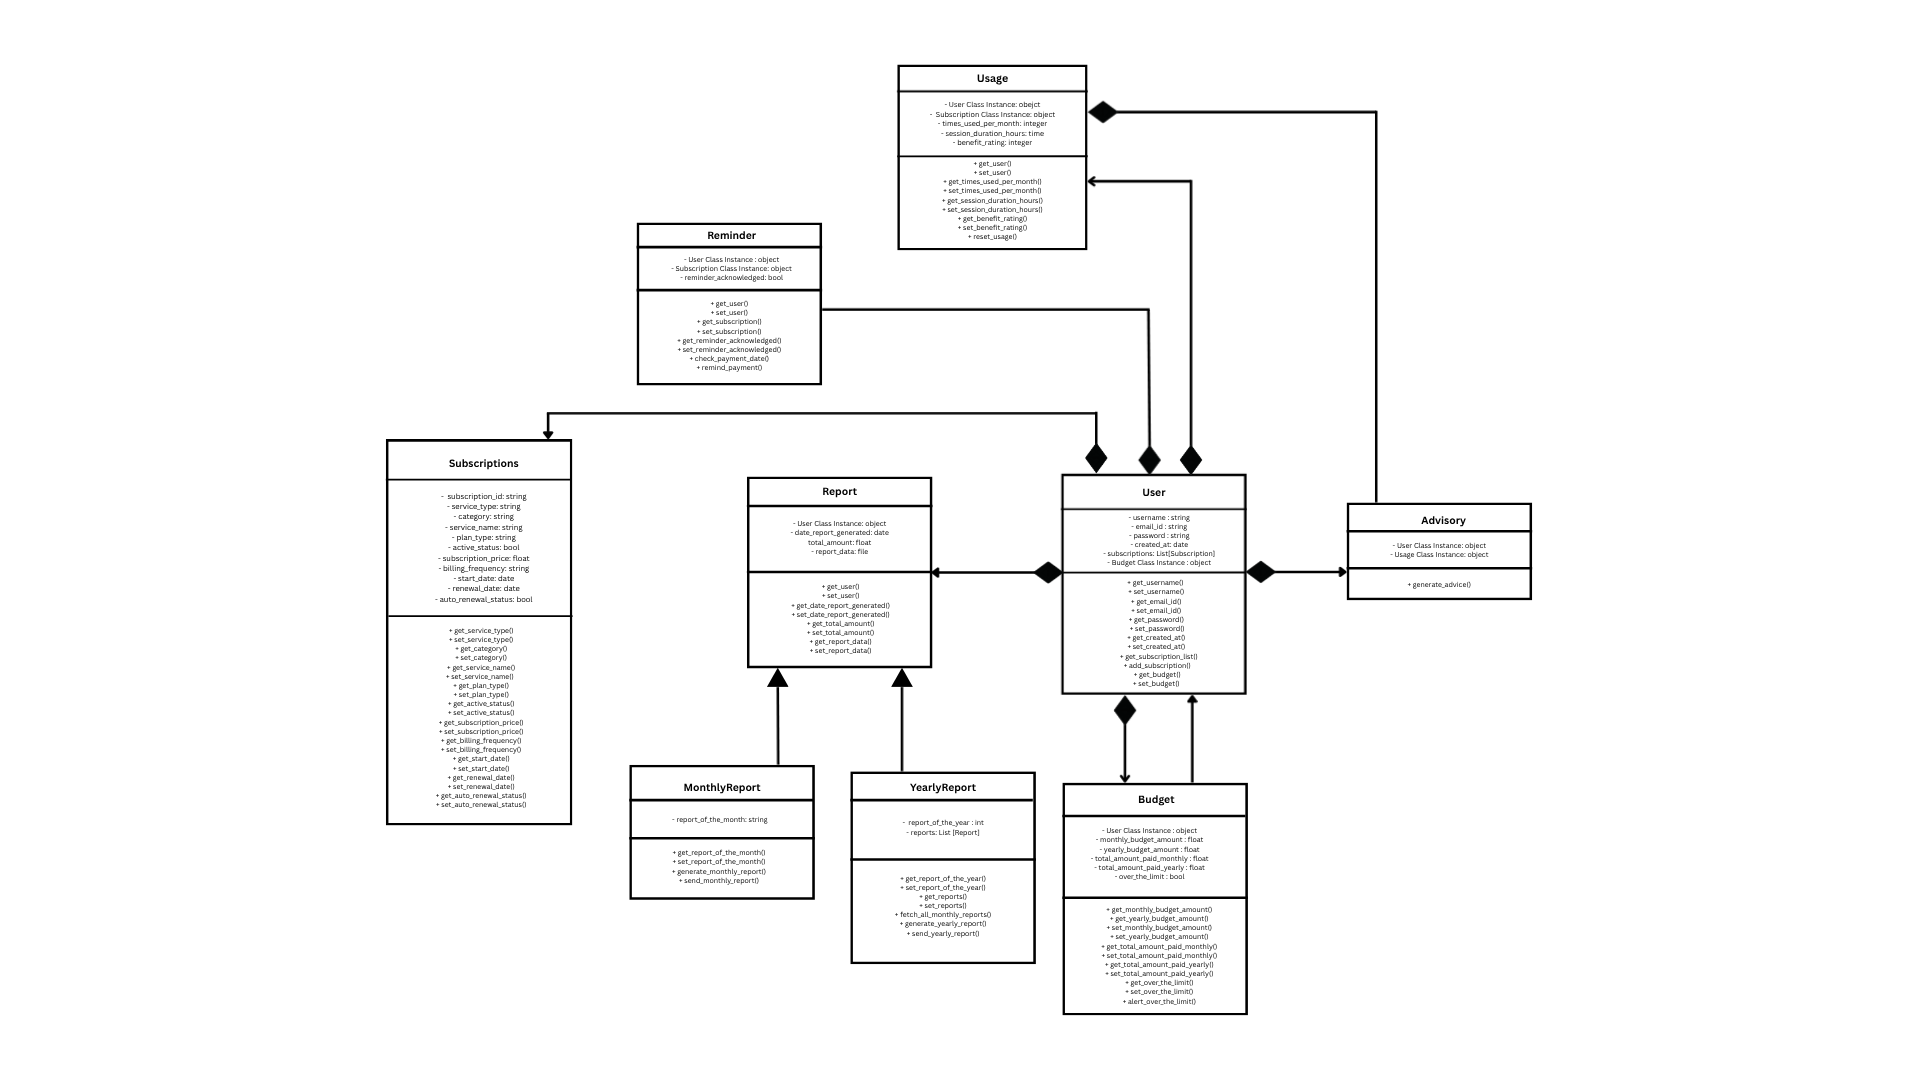 Usage
- User Class Instance: obejct
- Subscription Class Instance: object
- times_used_per_month: integer
- session_duration_hours: time
- benefit_rating: integer
+ get_user()
+ set_user()
+ get_times_used_per_month()
+ set_times_used_per_month()
+ get_session_duration_hours()
+ set_session_duration_hours()
+ get_benefit_rating()
+ set_benefit_rating()
+ reset_usage()
Reminder
- User Class Instance : object
- Subscription Class Instance: object
- reminder_acknowledged: bool
+ get_user()
+ set_user()
+ get_subscription()
+ set_subscription()
+ get_reminder_acknowledged()
+ set_reminder_acknowledged()
+ check_payment_date()
+ remind_payment()
Subscriptions
- subscription_id: string
- service_type: string
- category: string
- service_name: string
- plan_type: string
- active_status: bool
- subscription_price: float
- billing_frequency: string
- start_date: date
- renewal_date: date
- auto_renewal_status: bool
+ get_service_type()
+ set_service_type()
+ get_category()
+ set_category()
+ get_service_name()
+ set_service_name()
+ get_plan_type()
+ set_plan_type()
+ get_active_status()
+ set_active_status()
+ get_subscription_price()
+ set_subscription_price()
+ get_billing_frequency()
+ set_billing_frequency()
+ get_start_date()
+ set_start_date()
+ get_renewal_date()
+ set_renewal_date()
+ get_auto_renewal_status()
+ set_auto_renewal_status()
Report
- User Class Instance: object
- date_report_generated: date
total_amount: float
- report_data: file
+ get_user()
+ set_user()
+ get_date_report_generated()
+ set_date_report_generated()
+ get_total_amount()
+ set_total_amount()
+ get_report_data()
+ set_report_data()
User
- username : string
- email_id : string
- password : string
- created_at: date
- subscriptions: List[Subscription]
- Budget Class Instance : object
+ get_username()
+ set_username()
+ get_email_id()
+ set_email_id()
+ get_password()
+ set_password()
+ get_created_at()
+ set_created_at()
+ get_subscription_list()
+ add_subscription()
+ get_budget()
+ set_budget()
Advisory
- User Class Instance: object
- Usage Class Instance: object
+ generate_advice()
MonthlyReport
- report_of_the_month: string
+ get_report_of_the_month()
+ set_report_of_the_month()
+ generate_monthly_report()
+ send_monthly_report()
YearlyReport
- report_of_the_year : int
- reports: List [Report]
+ get_report_of_the_year()
+ set_report_of_the_year()
+ get_reports()
+ set_reports()
+ fetch_all_monthly_reports()
+ generate_yearly_report()
+ send_yearly_report()
Budget
- User Class Instance : object
- monthly_budget_amount : float
- yearly_budget_amount : float
- total_amount_paid_monthly : float
- total_amount_paid_yearly : float
- over_the_limit : bool
+ get_monthly_budget_amount()
+ get_yearly_budget_amount()
+ set_monthly_budget_amount()
+ set_yearly_budget_amount()
+ get_total_amount_paid_monthly()
+ set_total_amount_paid_monthly()
+ get_total_amount_paid_yearly()
+ set_total_amount_paid_yearly()
+ get_over_the_limit()
+ set_over_the_limit()
+ alert_over_the_limit()